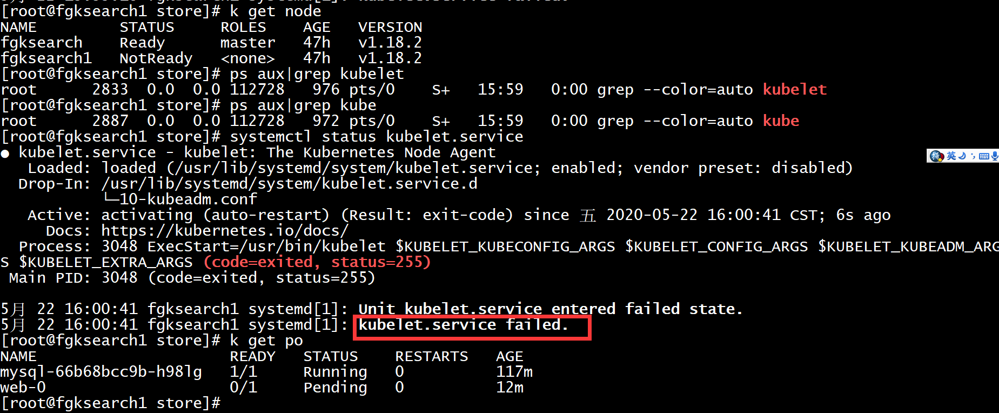 [root@fgksearch1 store]# k get node
NAME         STATUS     ROLES    AGE   VERSION
fgksearch    Ready      master   47h   v1.18.2
fgksearch1   NotReady   <none>   47h   v1.18.2
[root@fgksearch1 store]# ps aux|grep kubelet
root      2833  0.0  0.0 112728   976 pts/0    S+   15:59   0:00 grep --color=auto kubelet
[root@fgksearch1 store]# ps aux|grep kube
root      2887  0.0  0.0 112728   972 pts/0    S+   15:59   0:00 grep --color=auto kube
[root@fgksearch1 store]# systemctl status kubelet.service
● kubelet.service - kubelet: The Kubernetes Node Agent
英
   Loaded: loaded (/usr/lib/systemd/system/kubelet.service; enabled; vendor preset: disabled)
  Drop-In: /usr/lib/systemd/system/kubelet.service.d
           └─10-kubeadm.conf
   Active: activating (auto-restart) (Result: exit-code) since 五 2020-05-22 16:00:41 CST; 6s ago
     Docs: https://kubernetes.io/docs/
  Process: 3048 ExecStart=/usr/bin/kubelet $KUBELET_KUBECONFIG_ARGS $KUBELET_CONFIG_ARGS $KUBELET_KUBEADM_ARG
S $KUBELET_EXTRA_ARGS (code=exited, status=255)
 Main PID: 3048 (code=exited, status=255)
5月 22 16:00:41 fgksearch1 systemd[1]: Unit kubelet.service entered failed state.
5月 22 16:00:41 fgksearch1 systemd[1]: kubelet.service failed.
[root@fgksearch1 store]# k get po
NAME                     READY   STATUS    RESTARTS   AGE
mysql-66b68bcc9b-h98lg   1/1     Running   0          117m
web-0                    0/1     Pending   0          12m
[root@fgksearch1 store]#